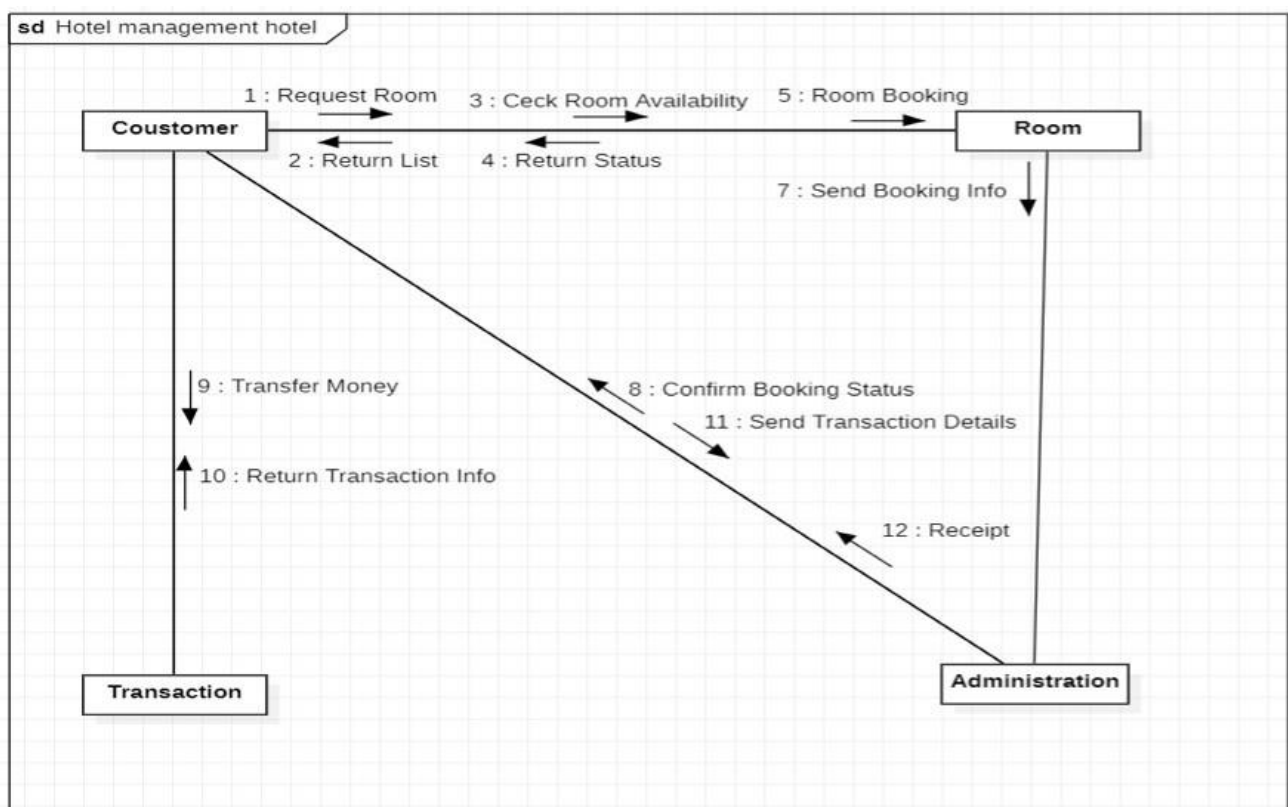 sd Hotel management hotel
1 : Request Room
3 : Ceck Room Availability
5 : Room Booking
Coustomer
Room
2 : Return List
4 : Return Status
7 : Send Booking Info
9 : Transfer Money
8 : Confirm Booking Status
11 : Send Transaction Details
10 : Return Transaction Info
12 : Receipt
Transaction
Administration